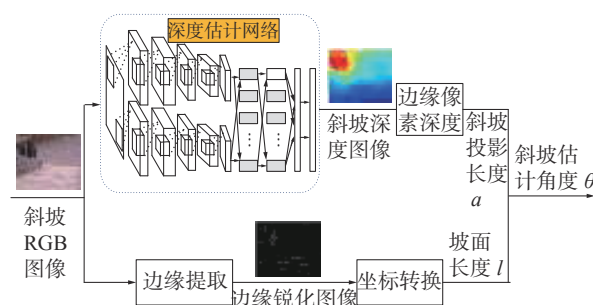 深度估计网络
斜坡
RGB
图像
斜坡深
度图像
边缘像
素深度
斜坡
投影
长度
a
斜坡估
计角度 θ
边缘提取
边缘锐化图像
坐标转换
坡面
长度 l